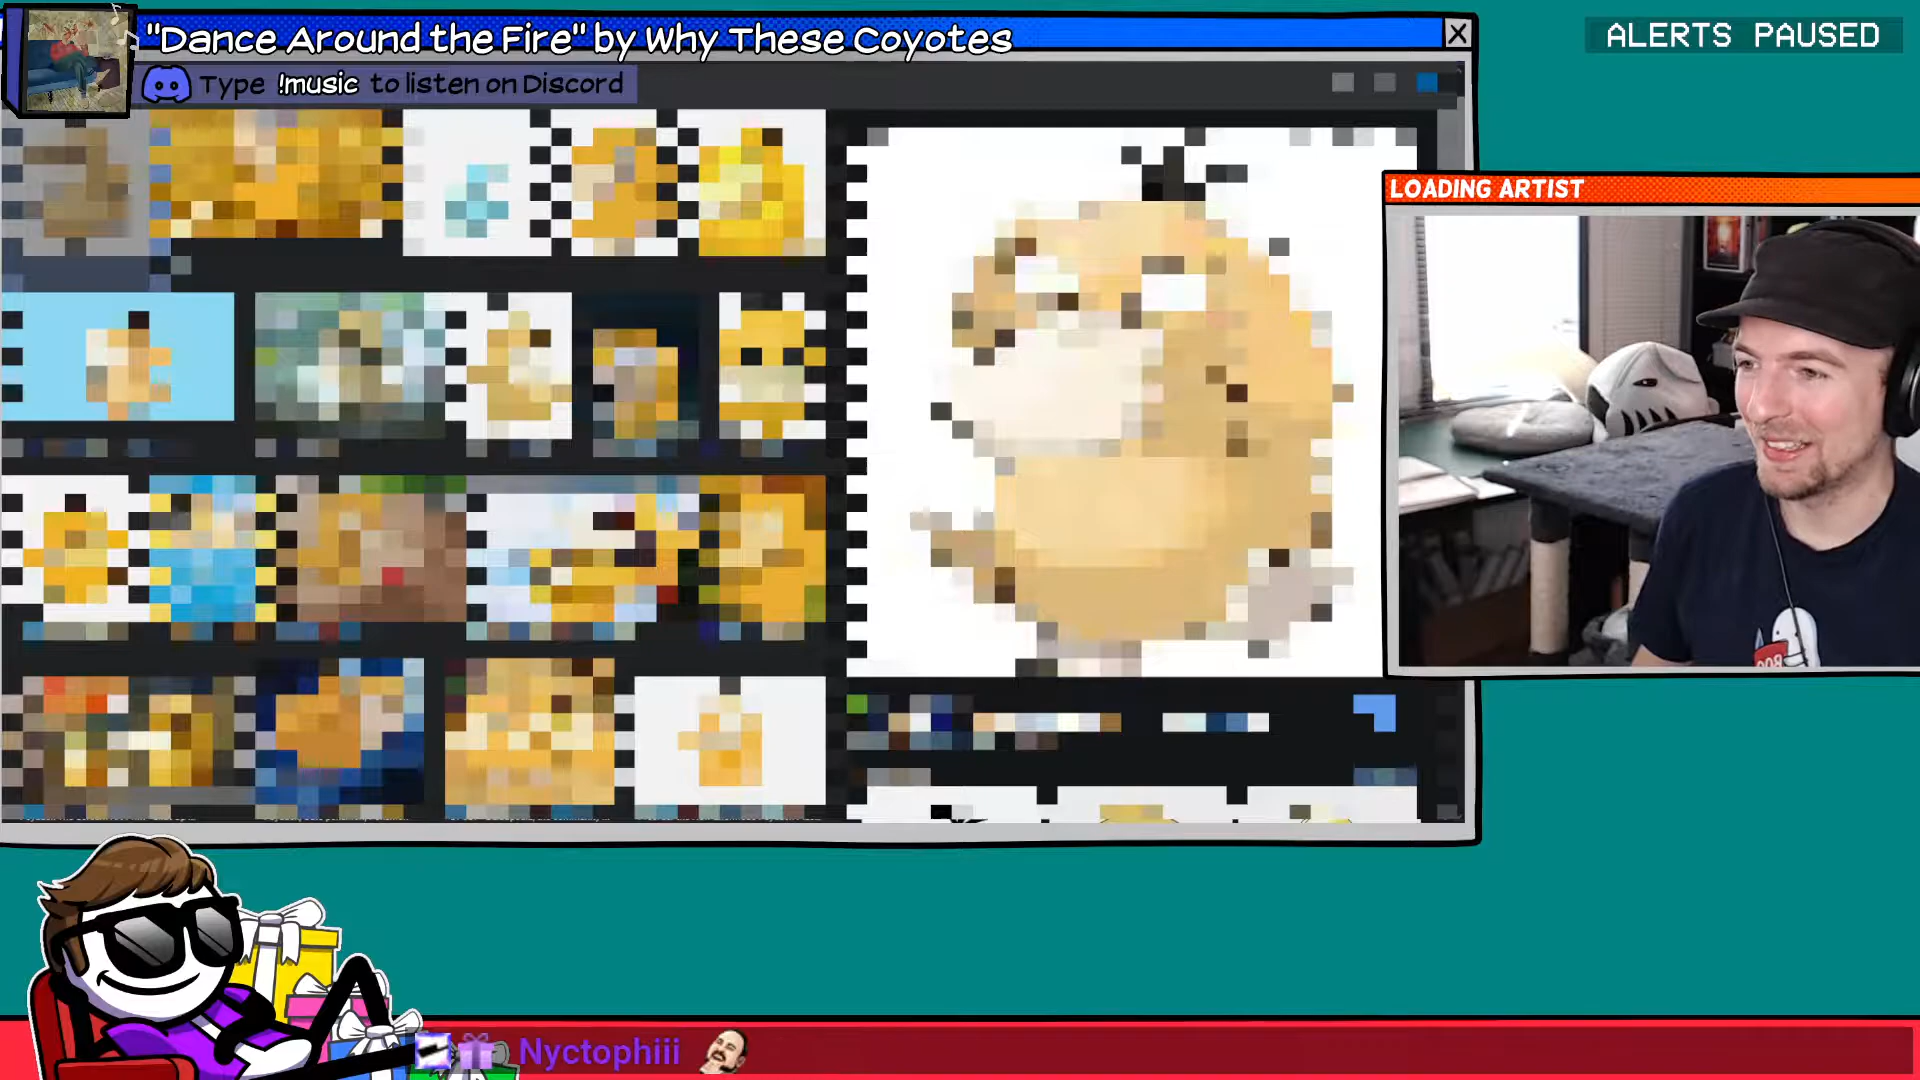 "Dance Around the Fire" by Why These Coyotes
Type !music to listen on Discord
ALERTS PAUSED
LOADING ARTIST
BOO
Nyctophiii